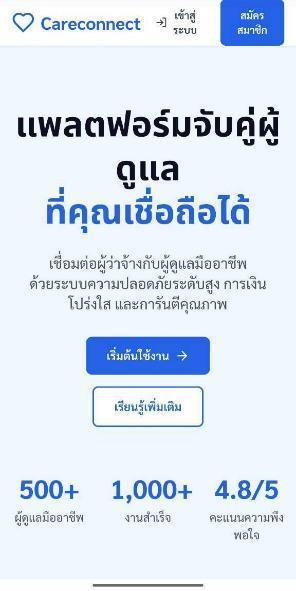 Careconnect
เข้าสู่
ระบบ
สมัคร
สมาชิก
แพลตฟอร์มจับคู่ผู้
ดูแล
ที่คุณเชื่อถือได้
เชื่อมต่อผู้ว่าจ้างกับผู้ดูแลมืออาชีพ
ด้วยระบบความปลอดภัยระดับสูง การเงิน
โปร่งใส และการันตีคุณภาพ
เริ่มต้นใช้งาน →
เรียนรู้เพิ่มเติม
500+ 1,000+ 4.8/5
ผู้ดูแลมืออาชีพ งานสำเร็จ คะแนนความพึง
พอใจ